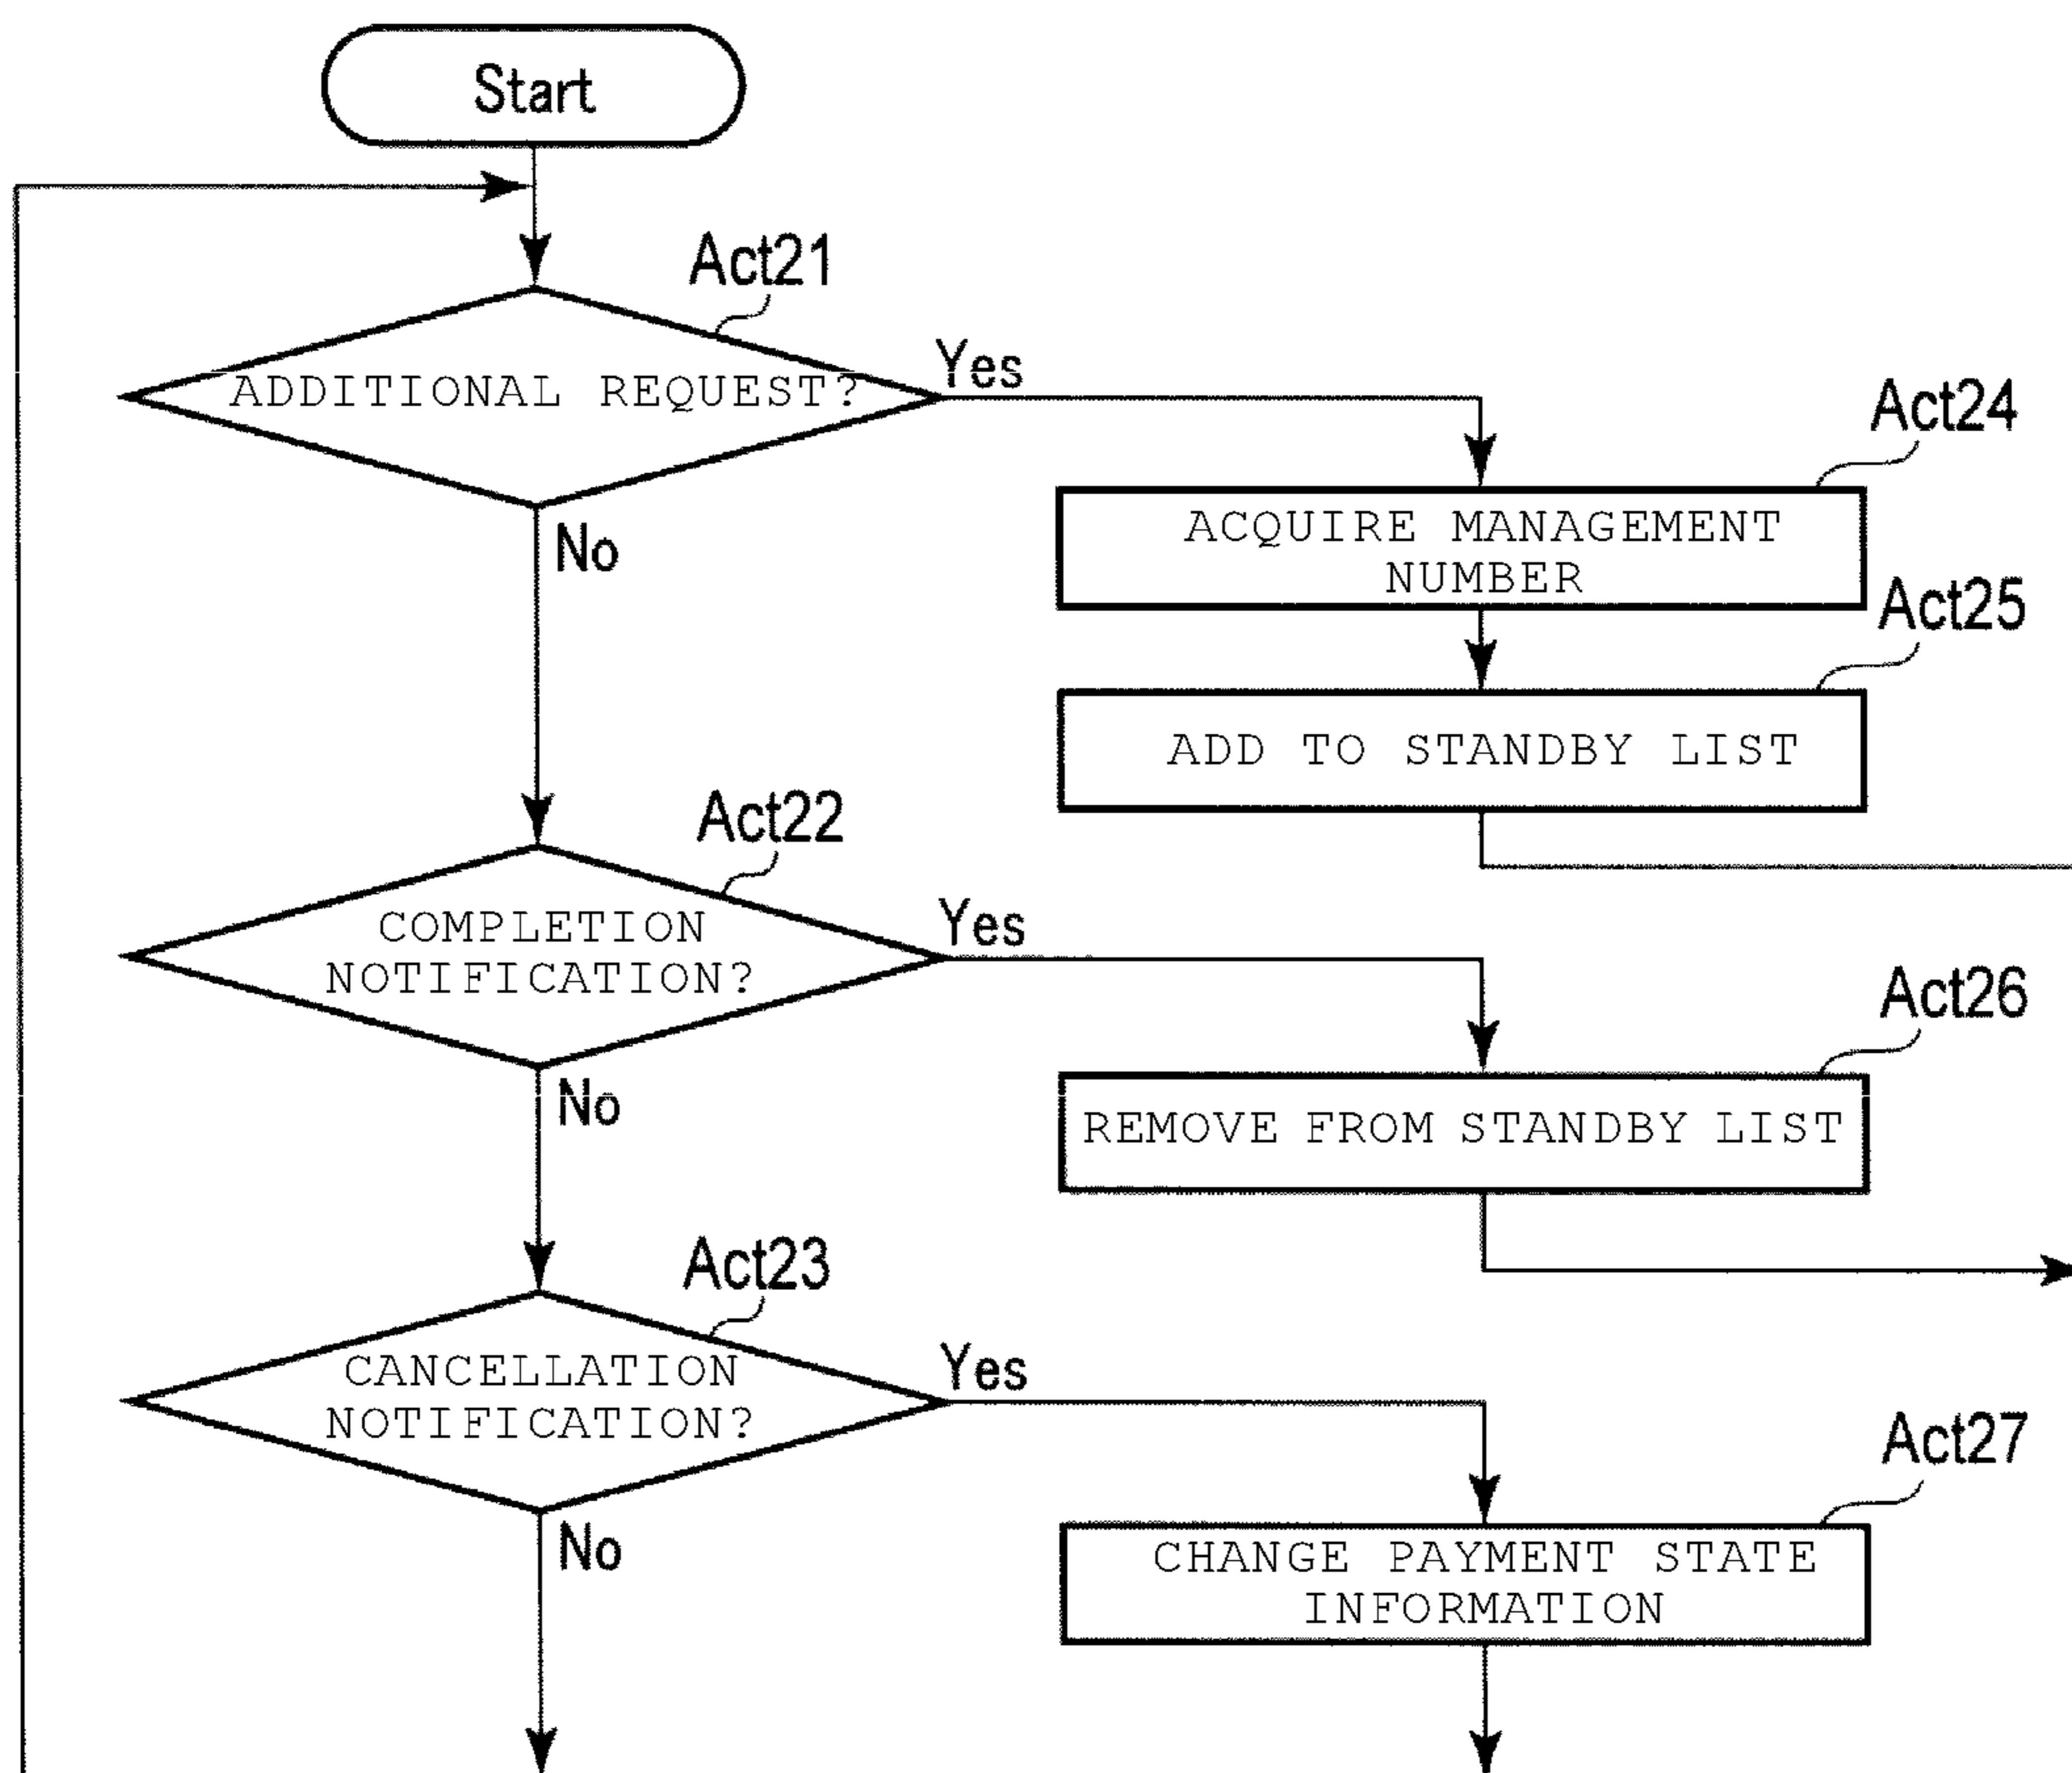 Start
Act21
ADDITIONAL REQUEST?
Yes
No
Act24
ACQUIRE MANAGEMENT
NUMBER
Act25
ADD TO STANDBY LIST
Act22
COMPLETION
NOTIFICATION?
Yes
No
Act26
REMOVE FROM STANDBY LIST
Act23
CANCELLATION
NOTIFICATION?
Yes
No
Act27
CHANGE PAYMENT STATE
INFORMATION